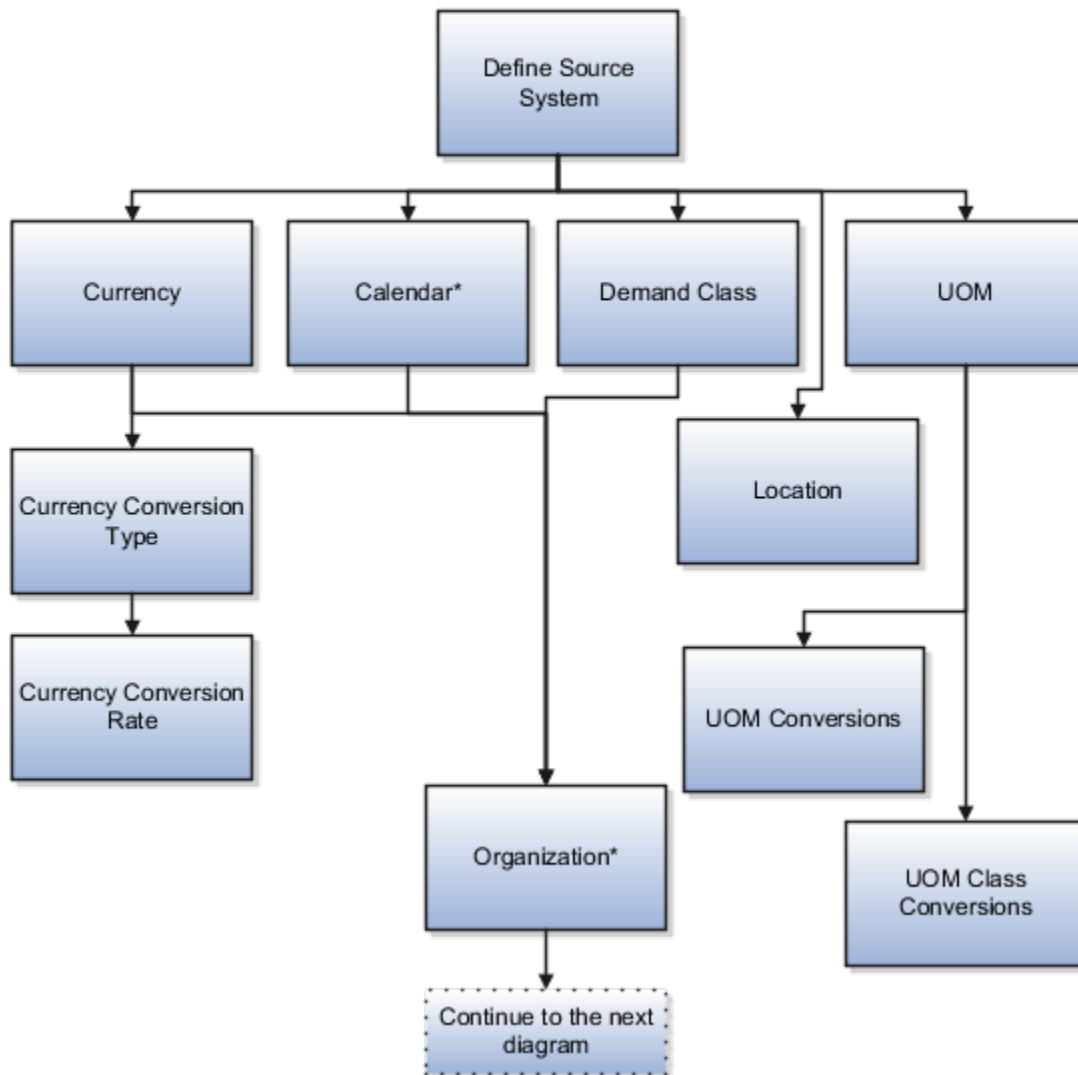 Define Source
System
Currency
Calendar*
Demand Class
UOM
Currency Conversion
Type
Location
Currency Conversion
Rate
UOM Conversions
Organization*
UOM Class
Conversions
Continue to the next
diagram